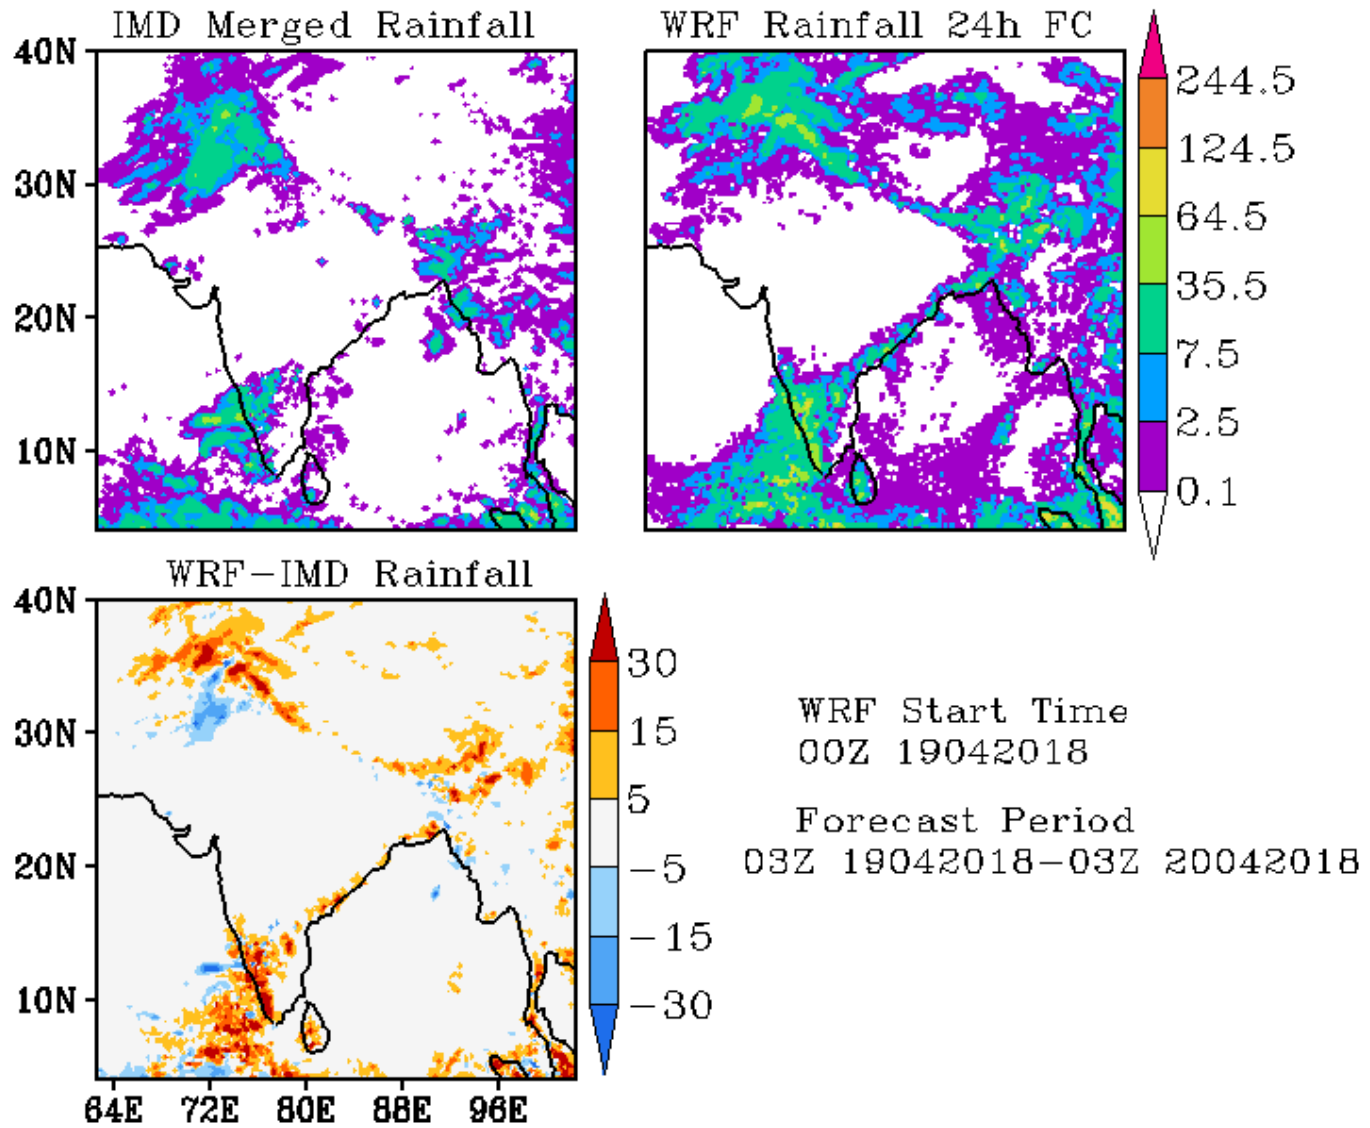 IMD Merged Rainfall
WRF Rainfall 24h FC
40N
30N
20N
10N
244.5
124.5
64.5
35.5
7.5
2.5
0.1
WRF-IMD Rainfall
40N
30N
20N
10N
64E 72E 80E 88E 96E
30
15
5
-5
-15
-30
WRF Start Time
00Z 19042018
Forecast Period
03Z 19042018-03Z 20042018